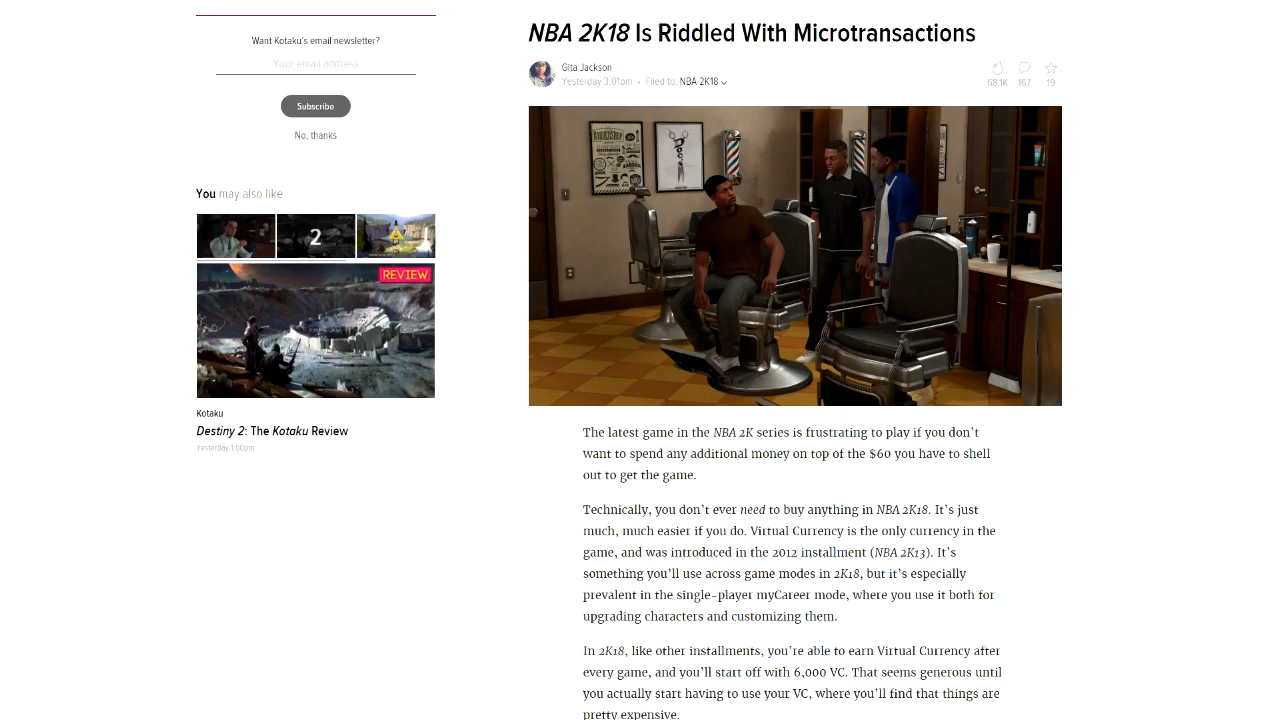 Want Kotaku's email newsletter?
Your email address
Subscribe
No, thanks
You may also like
2
REVIEW
Kotaku
Destiny 2: The Kotaku Review
Yesterday 1:00pm
NBA 2K18 Is Riddled With Microtransactions
Gita Jackson
Yesterday 3:01pm • Filed to: NBA 2K18
68.1K 167 19
The latest game in the NBA 2K series is frustrating to play if you don't
want to spend any additional money on top of the $60 you have to shell
out to get the game.
Technically, you don't ever need to buy anything in NBA 2K18. It's just
much, much easier if you do. Virtual Currency is the only currency in the
game, and was introduced in the 2012 installment (NBA 2K13). It's
something you'll use across game modes in 2K18, but it's especially
prevalent in the single-player myCareer mode, where you use it both for
upgrading characters and customizing them.
In 2K18, like other installments, you're able to earn Virtual Currency after
every game, and you'll start off with 6,000 VC. That seems generous until
you actually start having to use your VC, where you'll find that things are
pretty expensive.